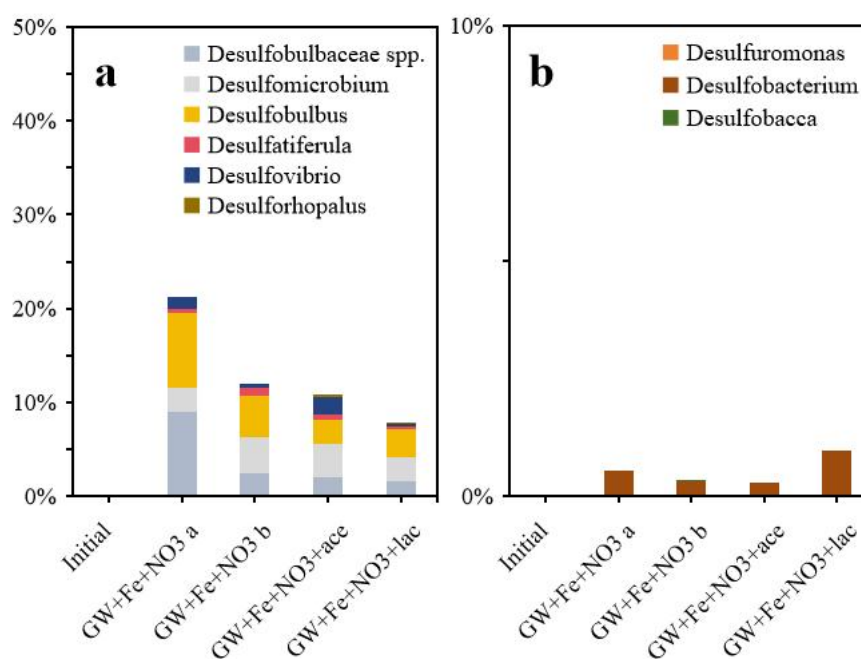 50%
40%
30%
20%
10%
0%
a
Desulfobulbaceae spp.
Desulfomicrobium
Desulfobulbus
Desulfatiferula
Desulfovibrio
Desulforhopalus
Initial
GW+Fe+NO3 a
GW+Fe+NO3 b
GW+Fe+NO3+ace
GW+Fe+NO3+lac
10%
0%
b
Desulfuromonas
Desulfobacterium
Desulfobacca
Initial
GW+Fe+NO3 a
GW+Fe+NO3 b
GW+Fe+NO3+ace
GW+Fe+NO3+lac